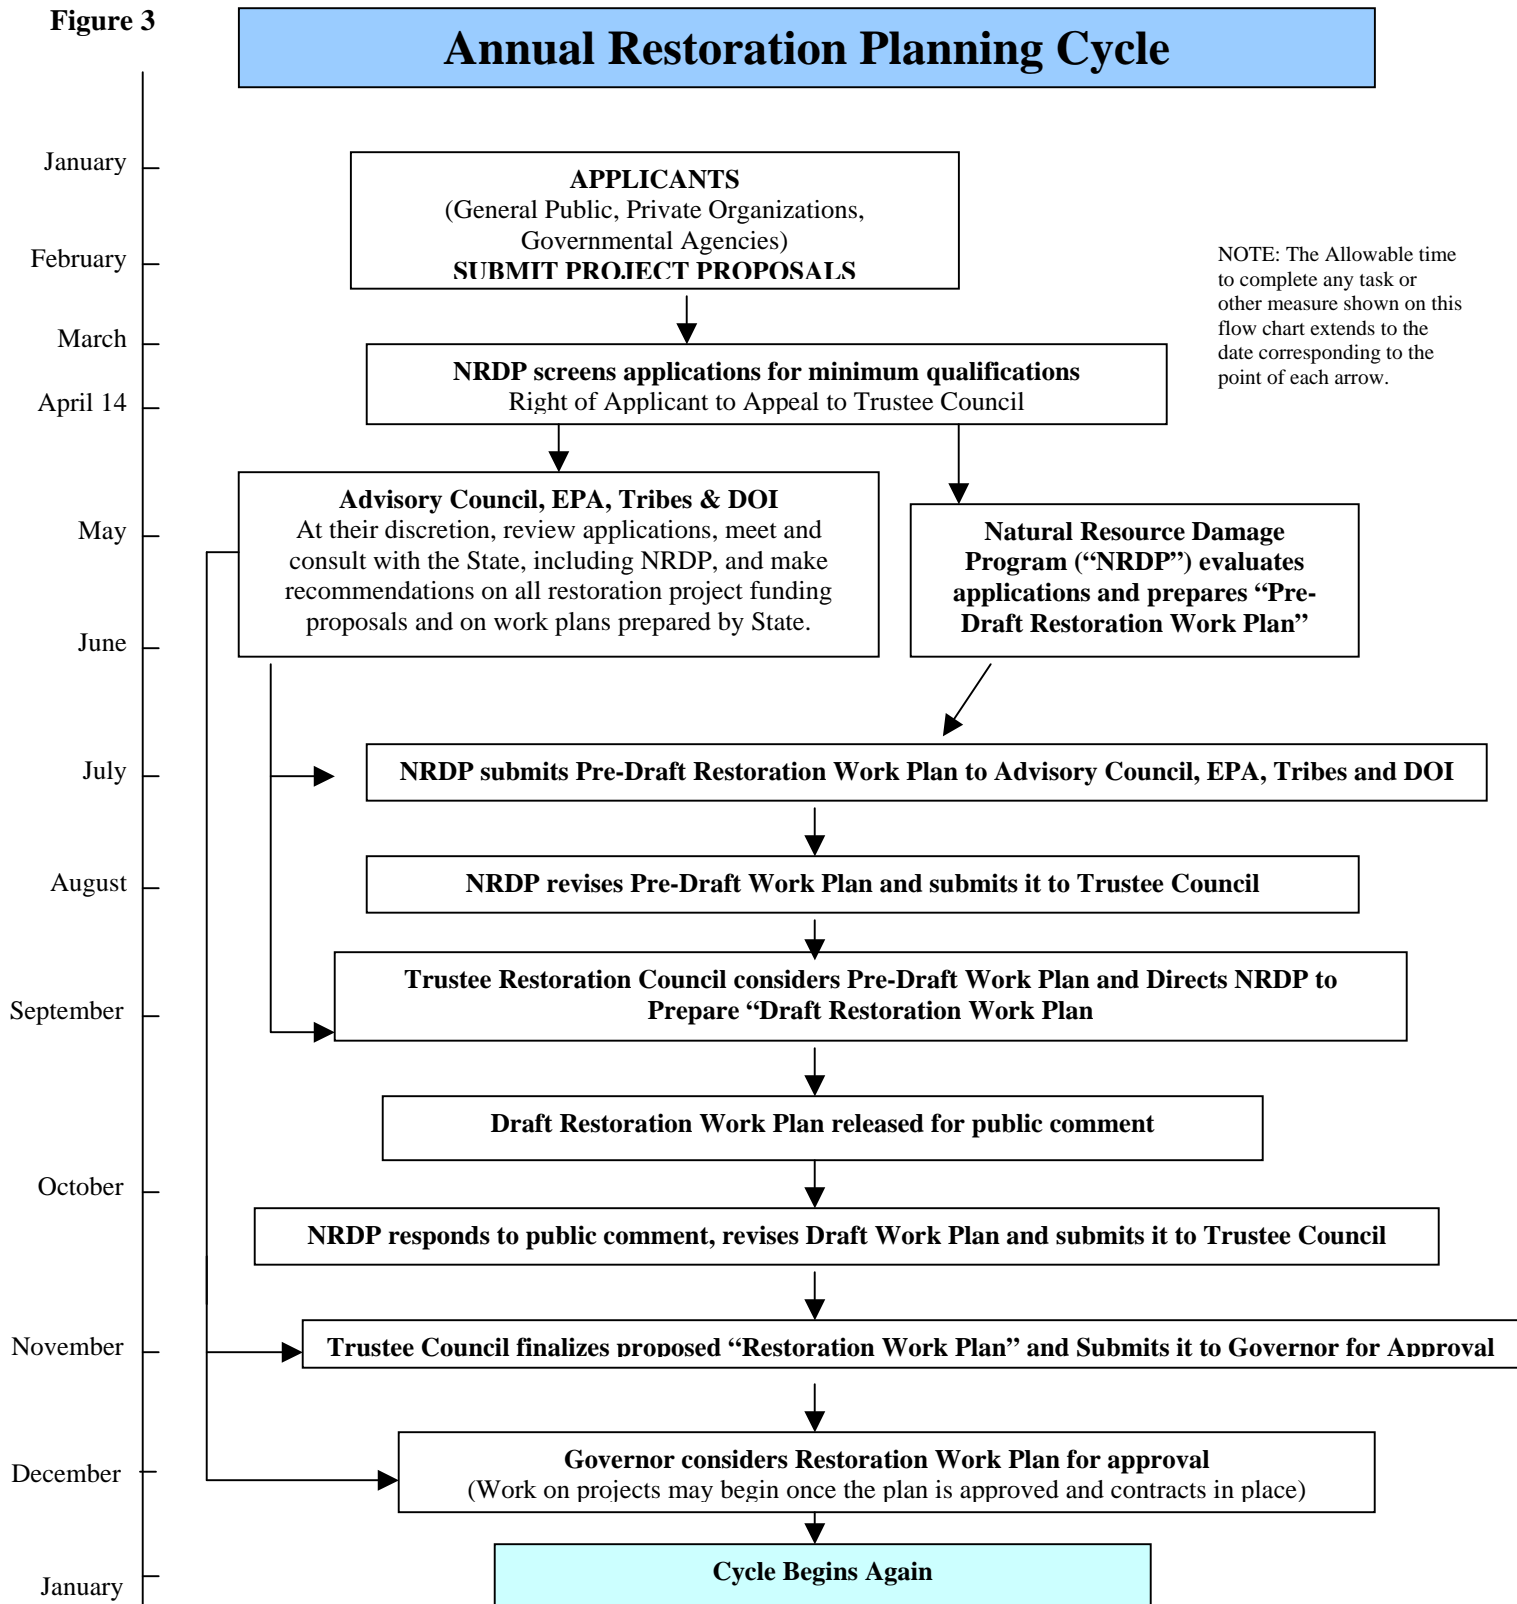 Figure 3
Annual Restoration Planning Cycle
January
APPLICANTS
(General Public, Private Organizations,
Governmental Agencies)
SUBMIT PROJECT PROPOSALS
February
NOTE: The Allowable time
to complete any task or
other measure shown on this
flow chart extends to the
date corresponding to the
point of each arrow.
March
NRDP screens applications for minimum qualifications
Right of Applicant to Appeal to Trustee Council
April 14
Advisory Council, EPA, Tribes & DOI
At their discretion, review applications, meet and
consult with the State, including NRDP, and make
recommendations on all restoration project funding
proposals and on work plans prepared by State.
May
Natural Resource Damage
Program (“NRDP”) evaluates
applications and prepares “Pre-
Draft Restoration Work Plan”
June
July
NRDP submits Pre-Draft Restoration Work Plan to Advisory Council, EPA, Tribes and DOI
August
NRDP revises Pre-Draft Work Plan and submits it to Trustee Council
Trustee Restoration Council considers Pre-Draft Work Plan and Directs NRDP to
Prepare “Draft Restoration Work Plan
September
Draft Restoration Work Plan released for public comment
October
NRDP responds to public comment, revises Draft Work Plan and submits it to Trustee Council
November
Trustee Council finalizes proposed “Restoration Work Plan” and Submits it to Governor for Approval
December
Governor considers Restoration Work Plan for approval
(Work on projects may begin once the plan is approved and contracts in place)
Cycle Begins Again
January